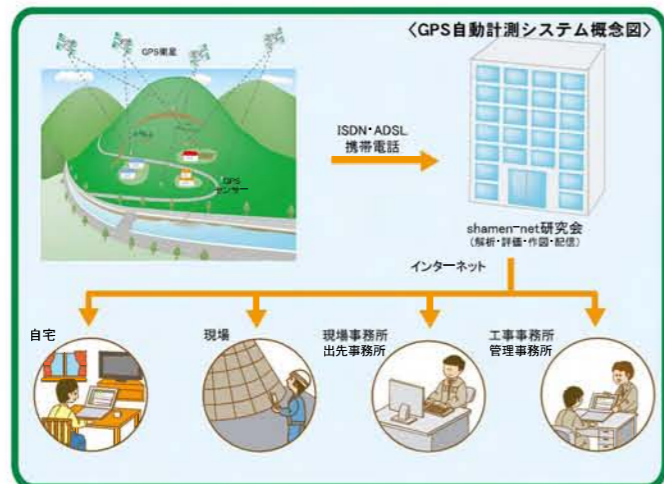 〈GPS自動計測システム概念図〉
GPS衛星
GPS
センサー
ISDN・ADSL
携帯電話
shamen-net研究会
(解析・評価・作図・配信)
インターネット
自宅
現場
現場事務所
出先事務所
工事事務所
管理事務所